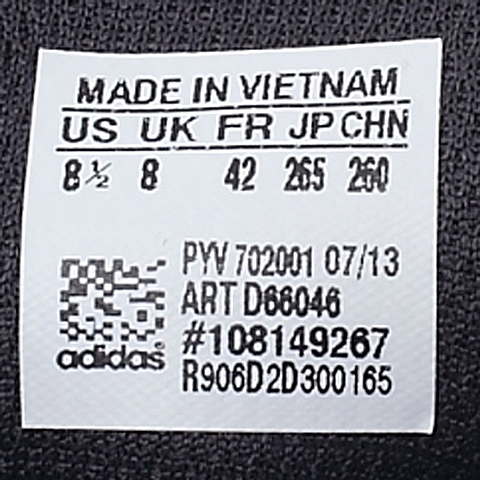 MADE IN VIETNAM
US UK FR JP CHN
8½ 8 42 265 260
PYV 702001 07/13
ART D66046
#108149267
R906D2D300165
adidas